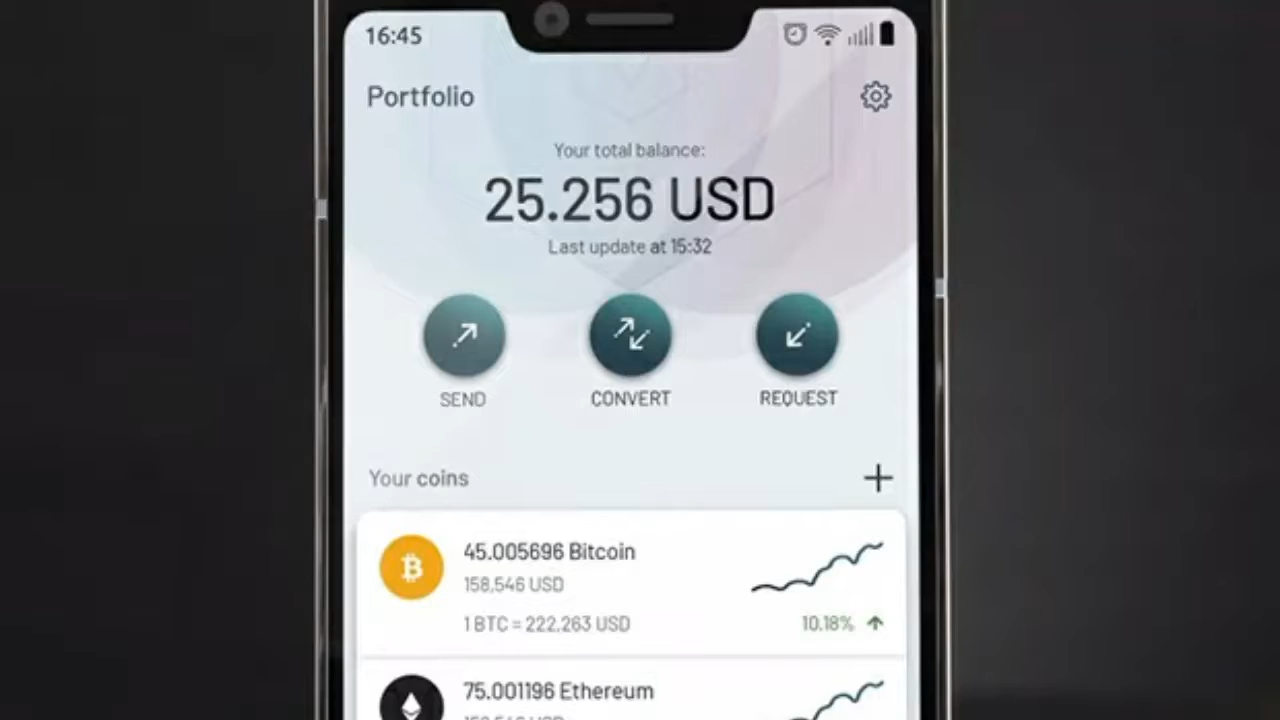 16:45
Portfolio
Your total balance:
25.256 USD
Last update at 15:32
SEND
CONVERT
REQUEST
Your coins
45.005696 Bitcoin
158,546 USD
1 BTC = 222,263 USD
10.18%
75.001196 Ethereum